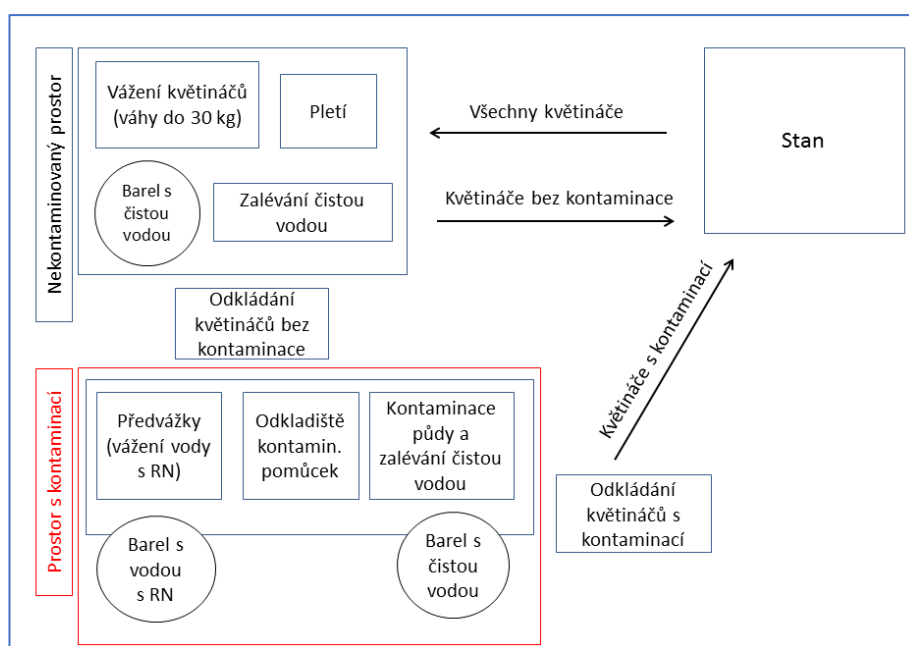 Nekontaminovaný prostor
Vážení květináčů
(váhy do 30 kg)
Pletí
Barel s
čistou
vodou
Zalévání čistou
vodou
Všechny květináče
Květináče bez kontaminace
Stan
Odkládání
květináčů bez
kontaminace
Květináče s kontaminací
Prostor s kontaminací
Předvážky
(vážení vody
s RN)
Odkladiště
kontamin.
pomůcek
Kontaminace
půdy a
zalévání čistou
vodou
Odkládání
květináčů s
kontaminací
Barel s
vodou
s RN
Barel s
čistou
vodou